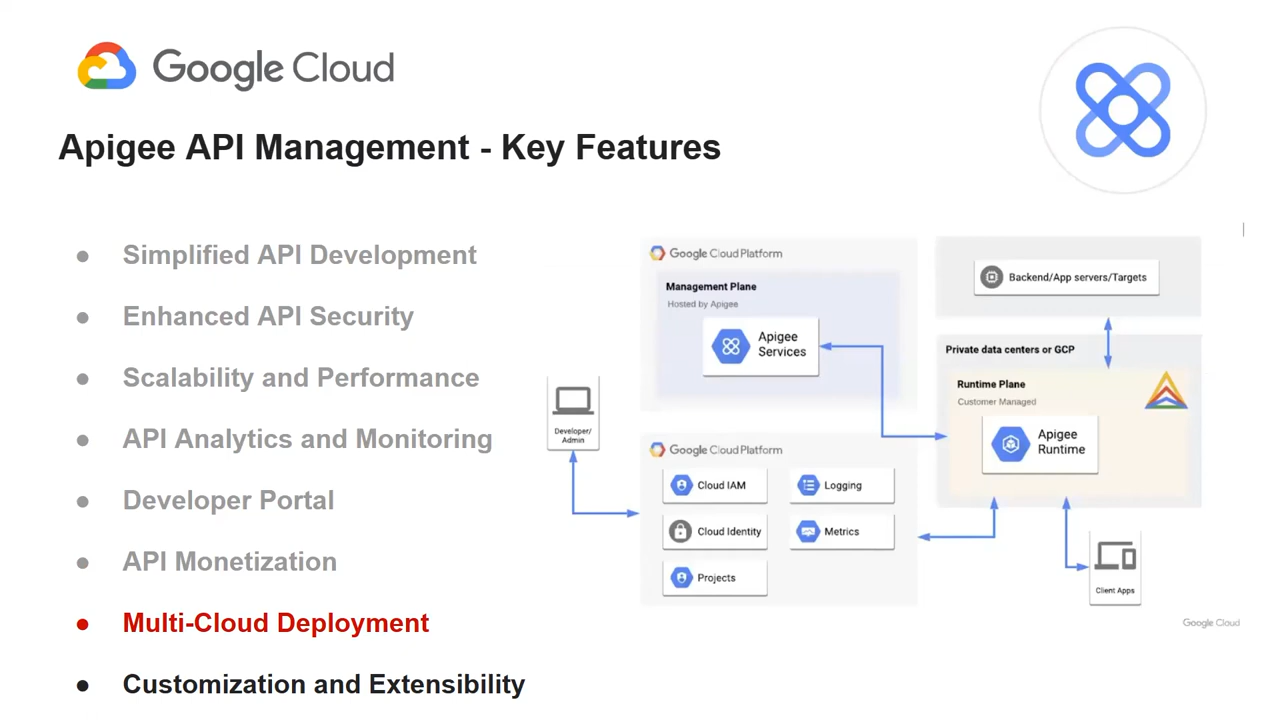 Google Cloud
Apigee API Management - Key Features
● Simplified API Development
● Enhanced API Security
● Scalability and Performance
● API Analytics and Monitoring
● Developer Portal
● API Monetization
● Multi-Cloud Deployment
● Customization and Extensibility
Developer/
Admin
Google Cloud Platform
Management Plane
Hosted by Apigee
Apigee
Services
Google Cloud Platform
Cloud IAM
Logging
Cloud Identity
Metrics
Projects
Backend/App servers/Targets
Private data centers or GCP
Runtime Plane
Customer Managed
Apigee
Runtime
Client Apps
Google Cloud